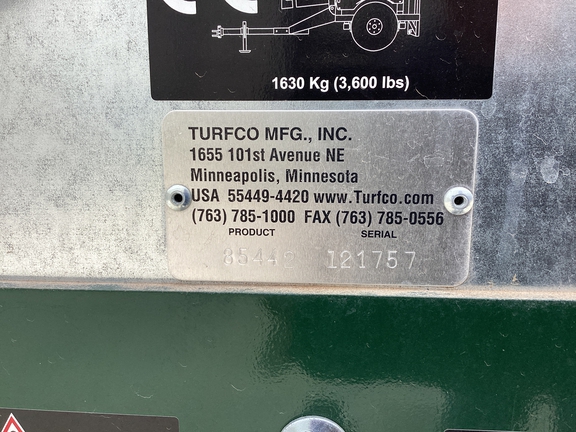 CE
1630 Kg (3,600 lbs)
TURFCO MFG., INC.
1655 101st Avenue NE
Minneapolis, Minnesota
USA 55449-4420 www.Turfco.com
(763) 785-1000 FAX (763) 785-0556
PRODUCT SERIAL
121757